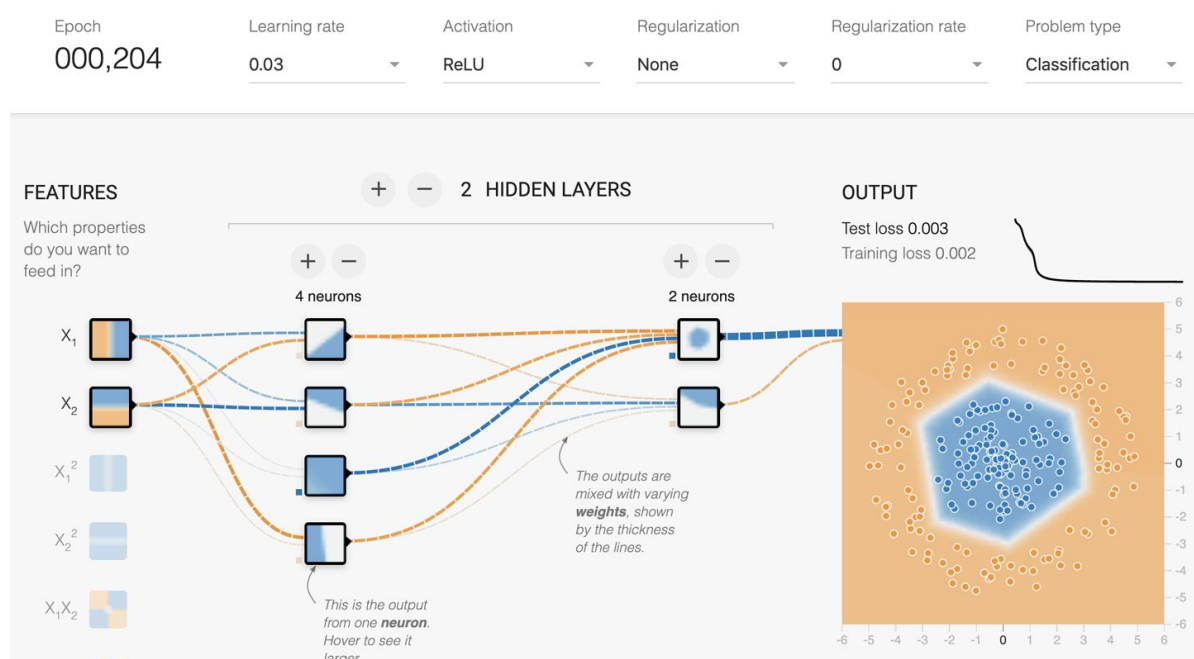 Epoch
000,204
Learning rate
0.03
Activation
ReLU
Regularization
None
Regularization rate
0
Problem type
Classification
FEATURES
Which properties
do you want to
feed in?
X₁
X₂
X₁²
X₂²
X₁X₂
+ − 2 HIDDEN LAYERS
+ −
4 neurons
+ −
2 neurons
The outputs are
mixed with varying
weights, shown
by the thickness
of the lines.
This is the output
from one neuron.
Hover to see it
larger.
OUTPUT
Test loss 0.003
Training loss 0.002
6
5
4
3
2
1
0
-1
-2
-3
-4
-5
-6
-6 -5 -4 -3 -2 -1 0 1 2 3 4 5 6